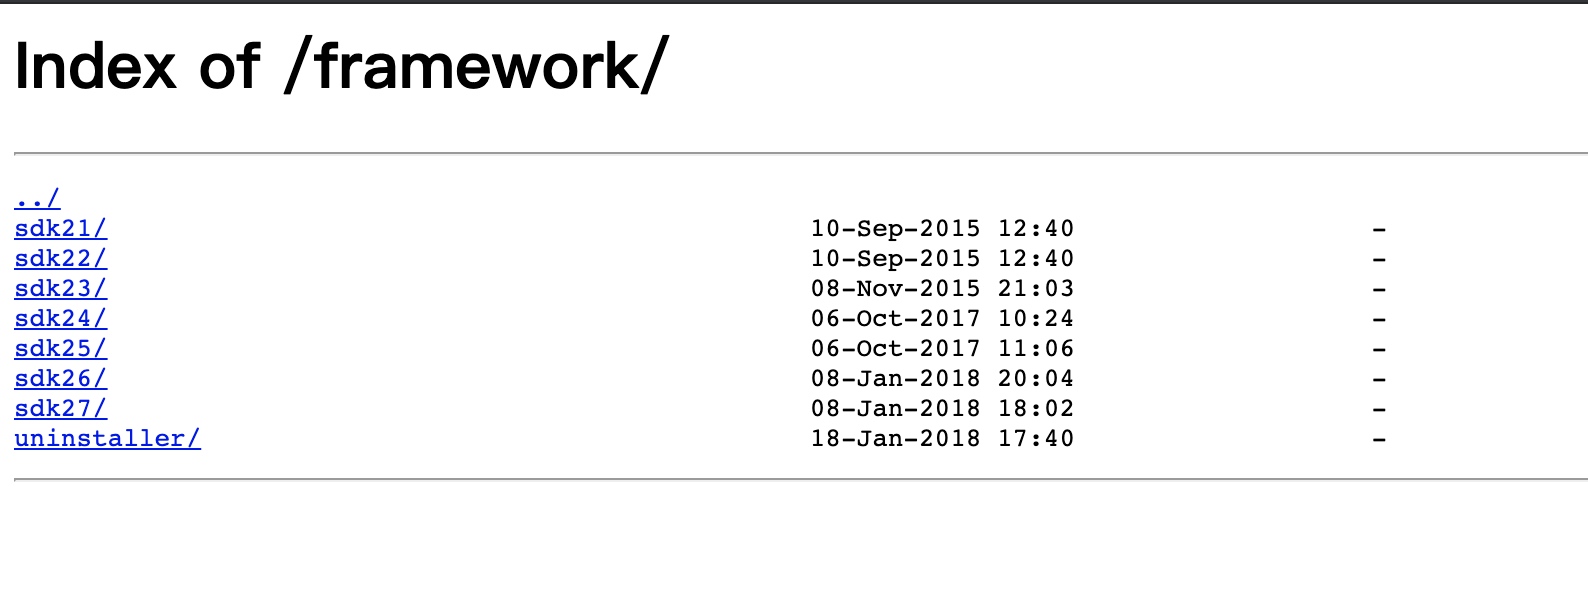 Index of /framework/
../
sdk21/ 10-Sep-2015 12:40 -
sdk22/ 10-Sep-2015 12:40 -
sdk23/ 08-Nov-2015 21:03 -
sdk24/ 06-Oct-2017 10:24 -
sdk25/ 06-Oct-2017 11:06 -
sdk26/ 08-Jan-2018 20:04 -
sdk27/ 08-Jan-2018 18:02 -
uninstaller/ 18-Jan-2018 17:40 -